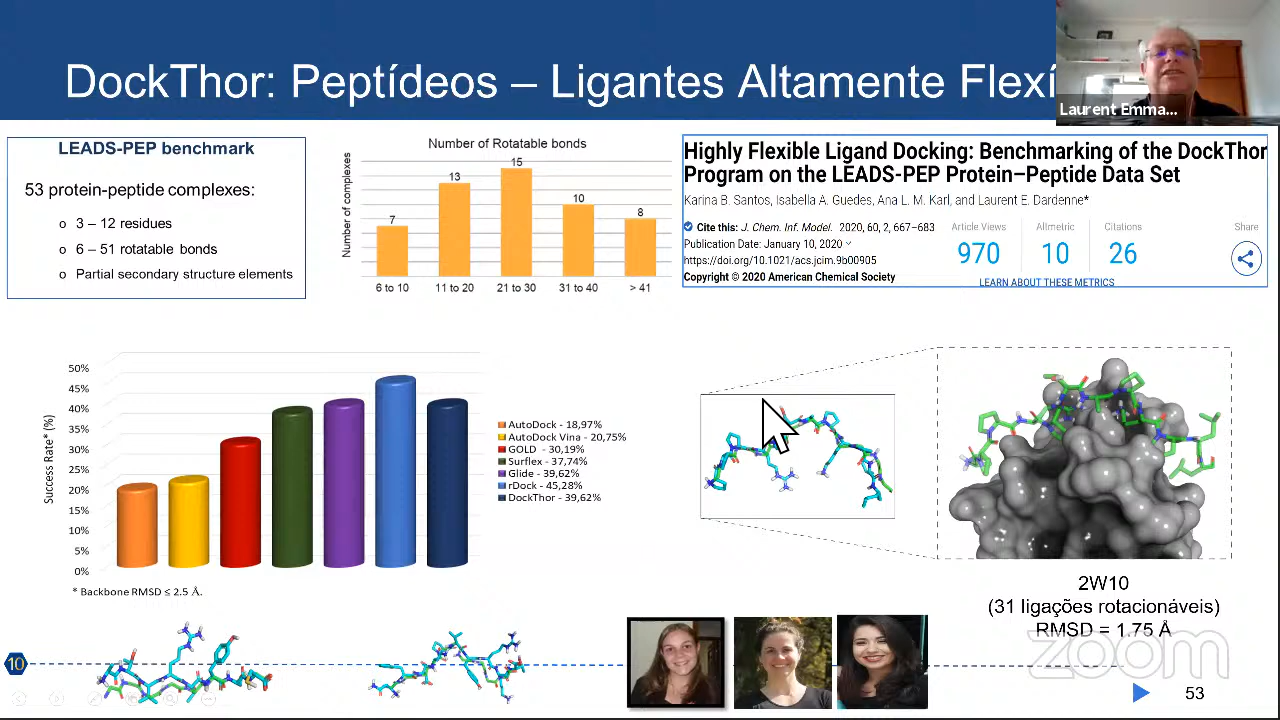 DockThor: Peptídeos – Ligantes Altamente Flexí
Laurent Emma...
LEADS-PEP benchmark
53 protein-peptide complexes:
o 3 – 12 residues
o 6 – 51 rotatable bonds
o Partial secondary structure elements
Number of Rotatable bonds
Number of complexes
7
13
15
10
8
6 to 10
11 to 20
21 to 30
31 to 40
> 41
Highly Flexible Ligand Docking: Benchmarking of the DockThor
Program on the LEADS-PEP Protein–Peptide Data Set
Karina B. Santos, Isabella A. Guedes, Ana L. M. Karl, and Laurent E. Dardenne*
Cite this: J. Chem. Inf. Model. 2020, 60, 2, 667–683
Publication Date: January 10, 2020
https://doi.org/10.1021/acs.jcim.9b00905
Copyright © 2020 American Chemical Society
Article Views
970
Altmetric
10
Citations
26
Share
LEARN ABOUT THESE METRICS
Success Rate* (%)
50%
45%
40%
35%
30%
25%
20%
15%
10%
5%
0%
AutoDock - 18,97%
AutoDock Vina - 20,75%
GOLD - 30,19%
Surflex - 37,74%
Glide - 39,62%
rDock - 45,28%
DockThor - 39,62%
* Backbone RMSD ≤ 2.5 Å.
2W10
(31 ligações rotacionáveis)
RMSD = 1.75 Å
zoom
10
53